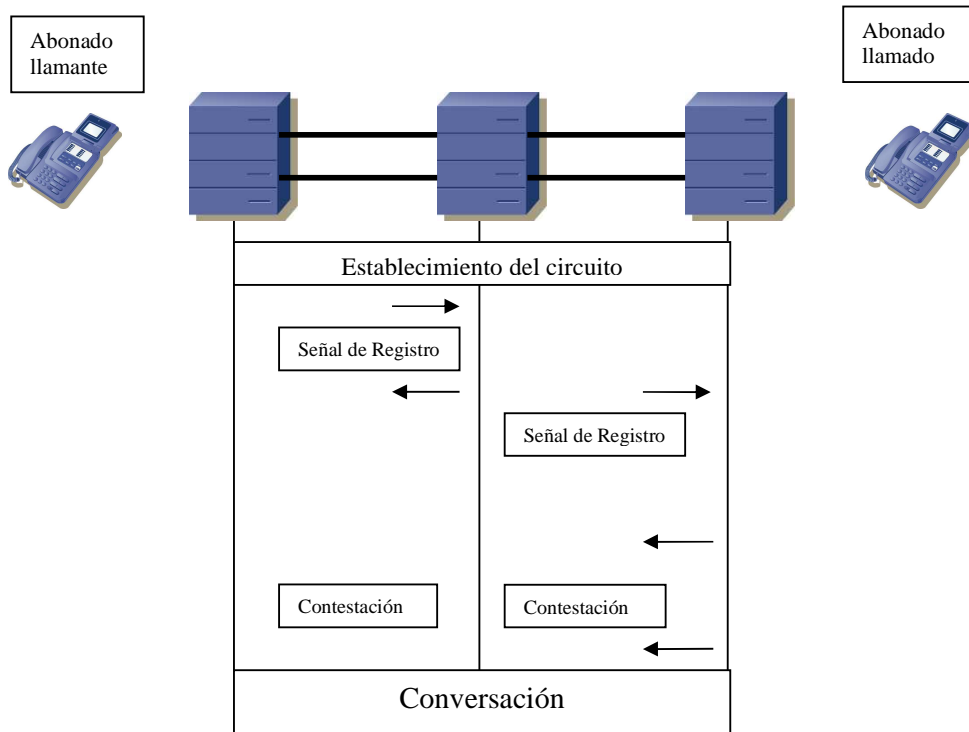 Abonado
llamante
Abonado
llamado
Establecimiento del circuito
Señal de Registro
Señal de Registro
Contestación
Contestación
Conversación